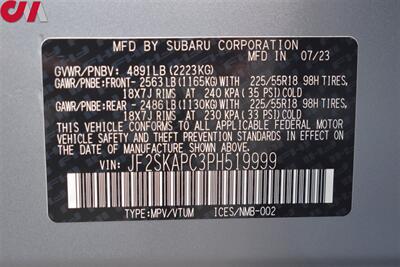 MFD. BY SUBARU CORPORATION
07/23
GVWR/PNBV: 4891LB (2223KG)
GAWR/PNBE:FRONT- 2563LB(1165KG)WITH 225/55R18 98H TIRES,
18X7J RIMS AT 240 KPA(35 PSI)COLD
GAWR/PNBE:REAR - 2486LB(1130KG)WITH 225/55R18 98H TIRES,
18X7J RIMS AT 230 KPA(33 PSI)COLD
THIS VEHICLE CONFORMS TO ALL APPLICABLE FEDERAL MOTOR
VEHICLE SAFETY AND THEFT PREVENTION STANDARDS IN EFFECT
ON THE DATE OF MANUFACTURE SHOWN ABOVE.
VIN: JF2SKAPC3PH519999
TYPE:MPV/VTUM ICES/NMB-002